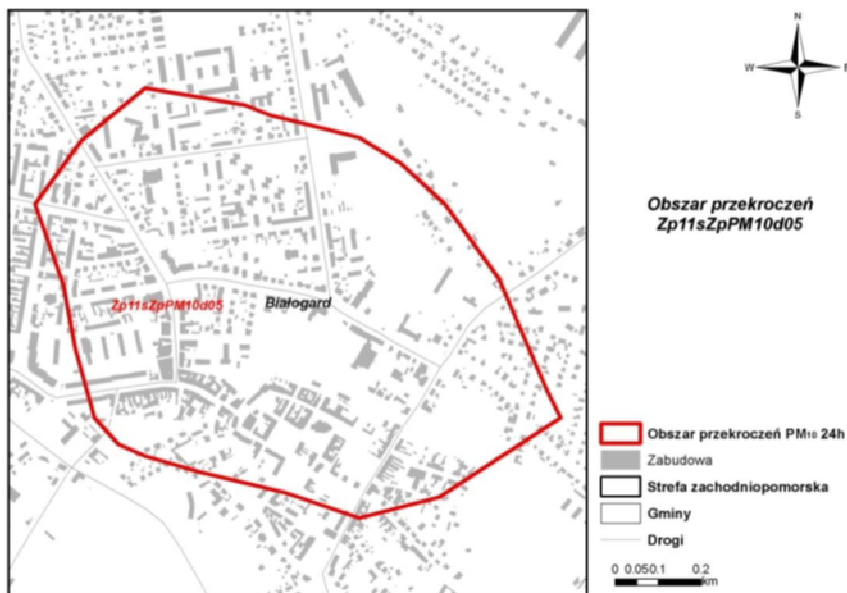 N
W
E
S
Obszar przekroczeń
Zp11sZpPM10d05
Zp11sZpPM10d05
Białogard
Obszar przekroczeń PM10 24h
Zabudowa
Strefa zachodniopomorska
Gminy
Drogi
0 0.050.1 0.2
km